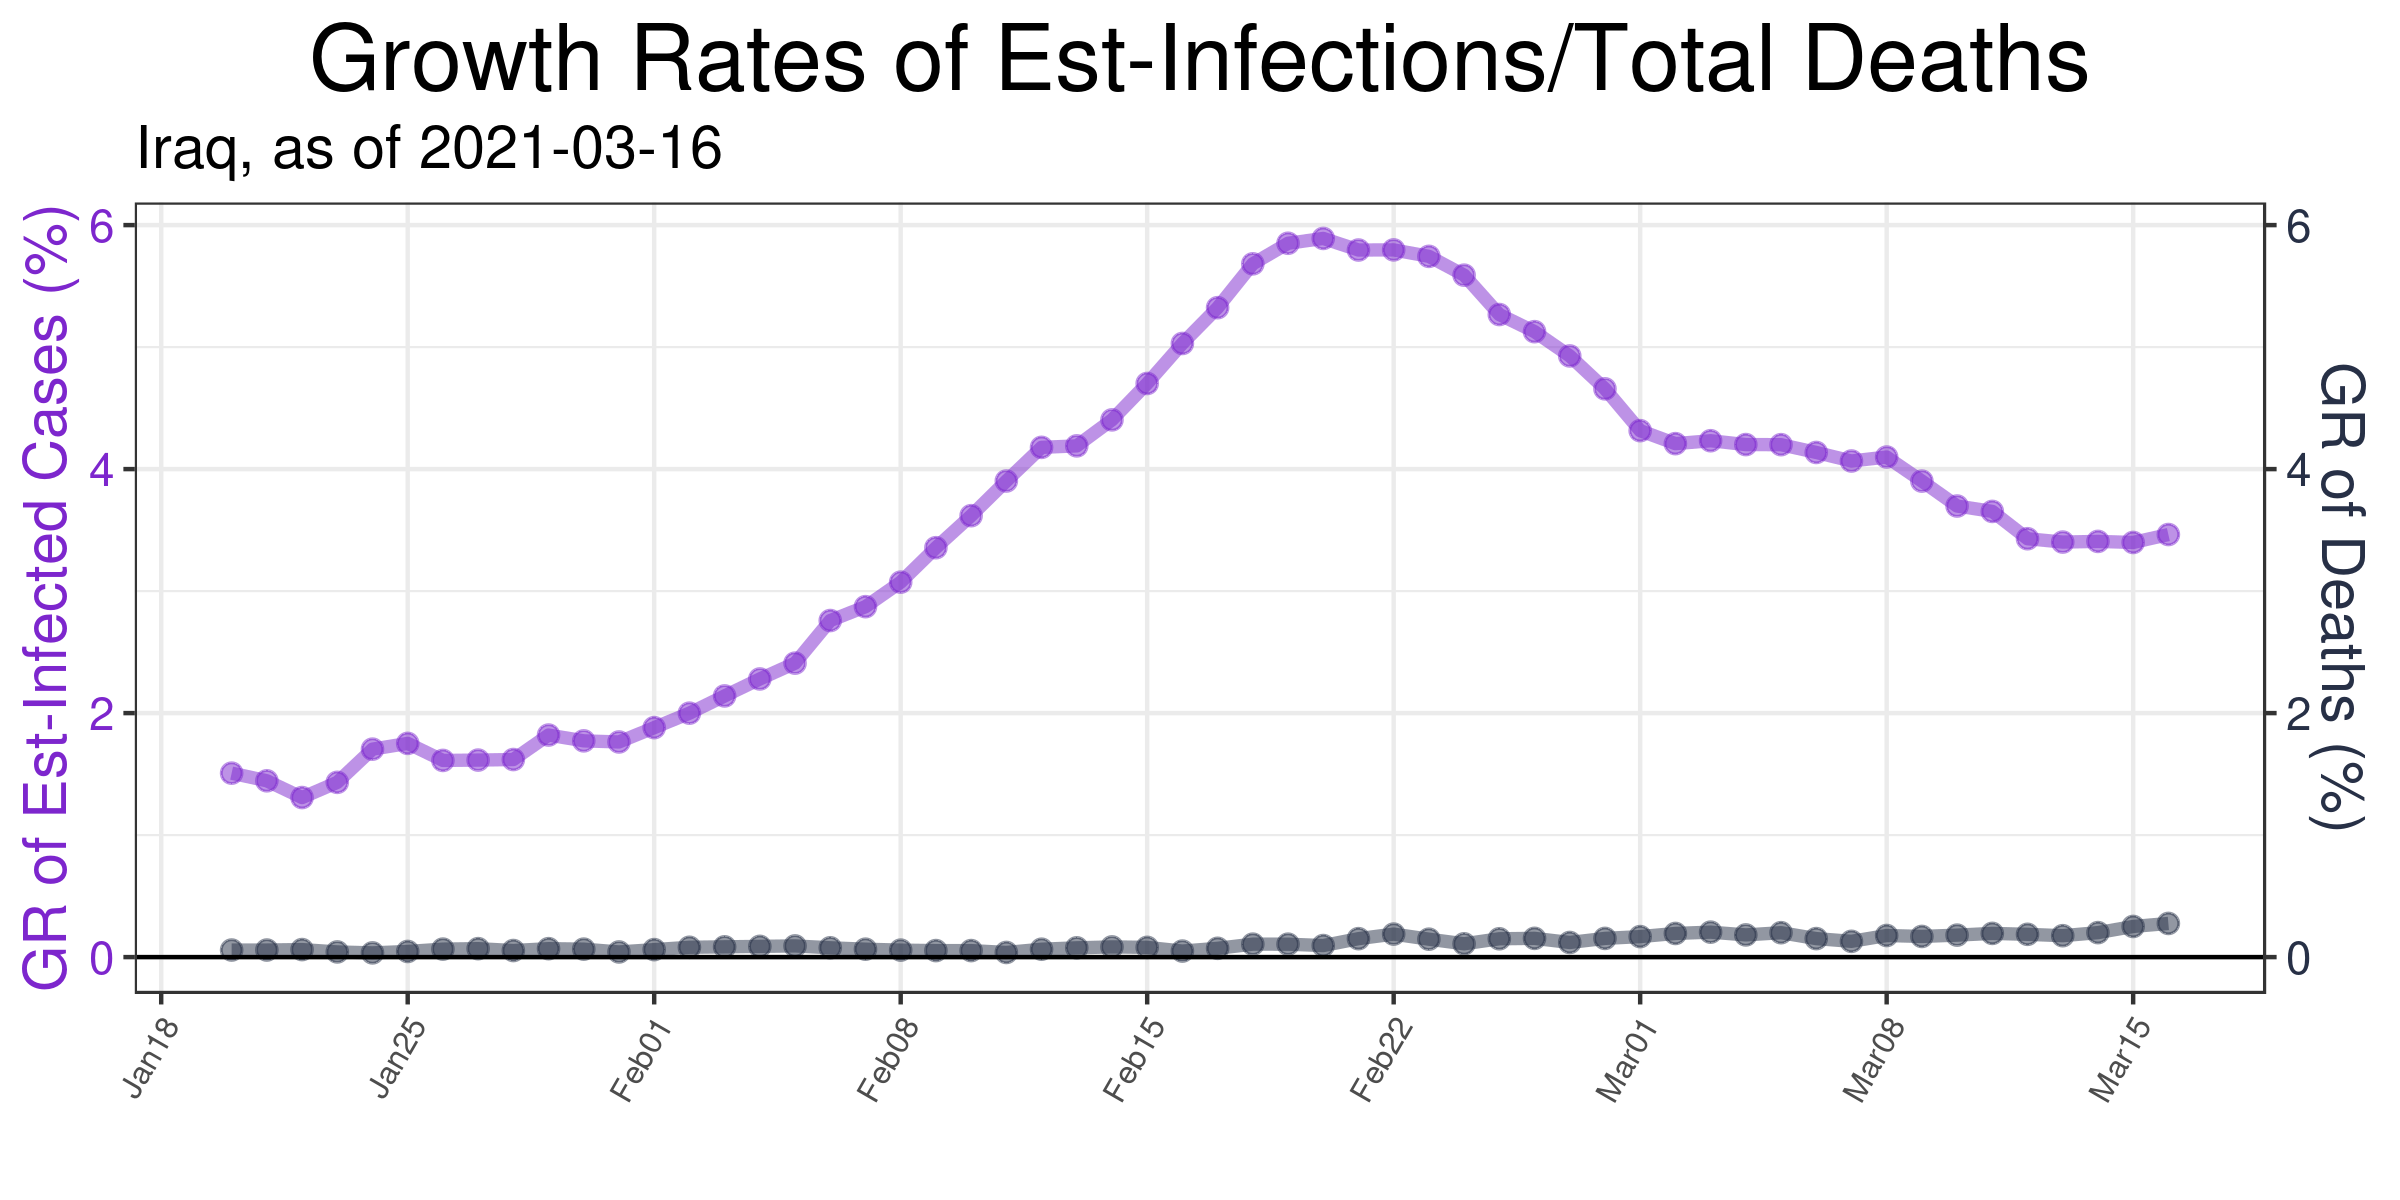 Growth Rates of Est-Infections/Total Deaths
Iraq, as of 2021-03-16
GR of Est-Infected Cases (%)
6
4
2
0
6
4
2
0
GR of Deaths (%)
Jan18
Jan25
Feb01
Feb08
Feb15
Feb22
Mar01
Mar08
Mar15